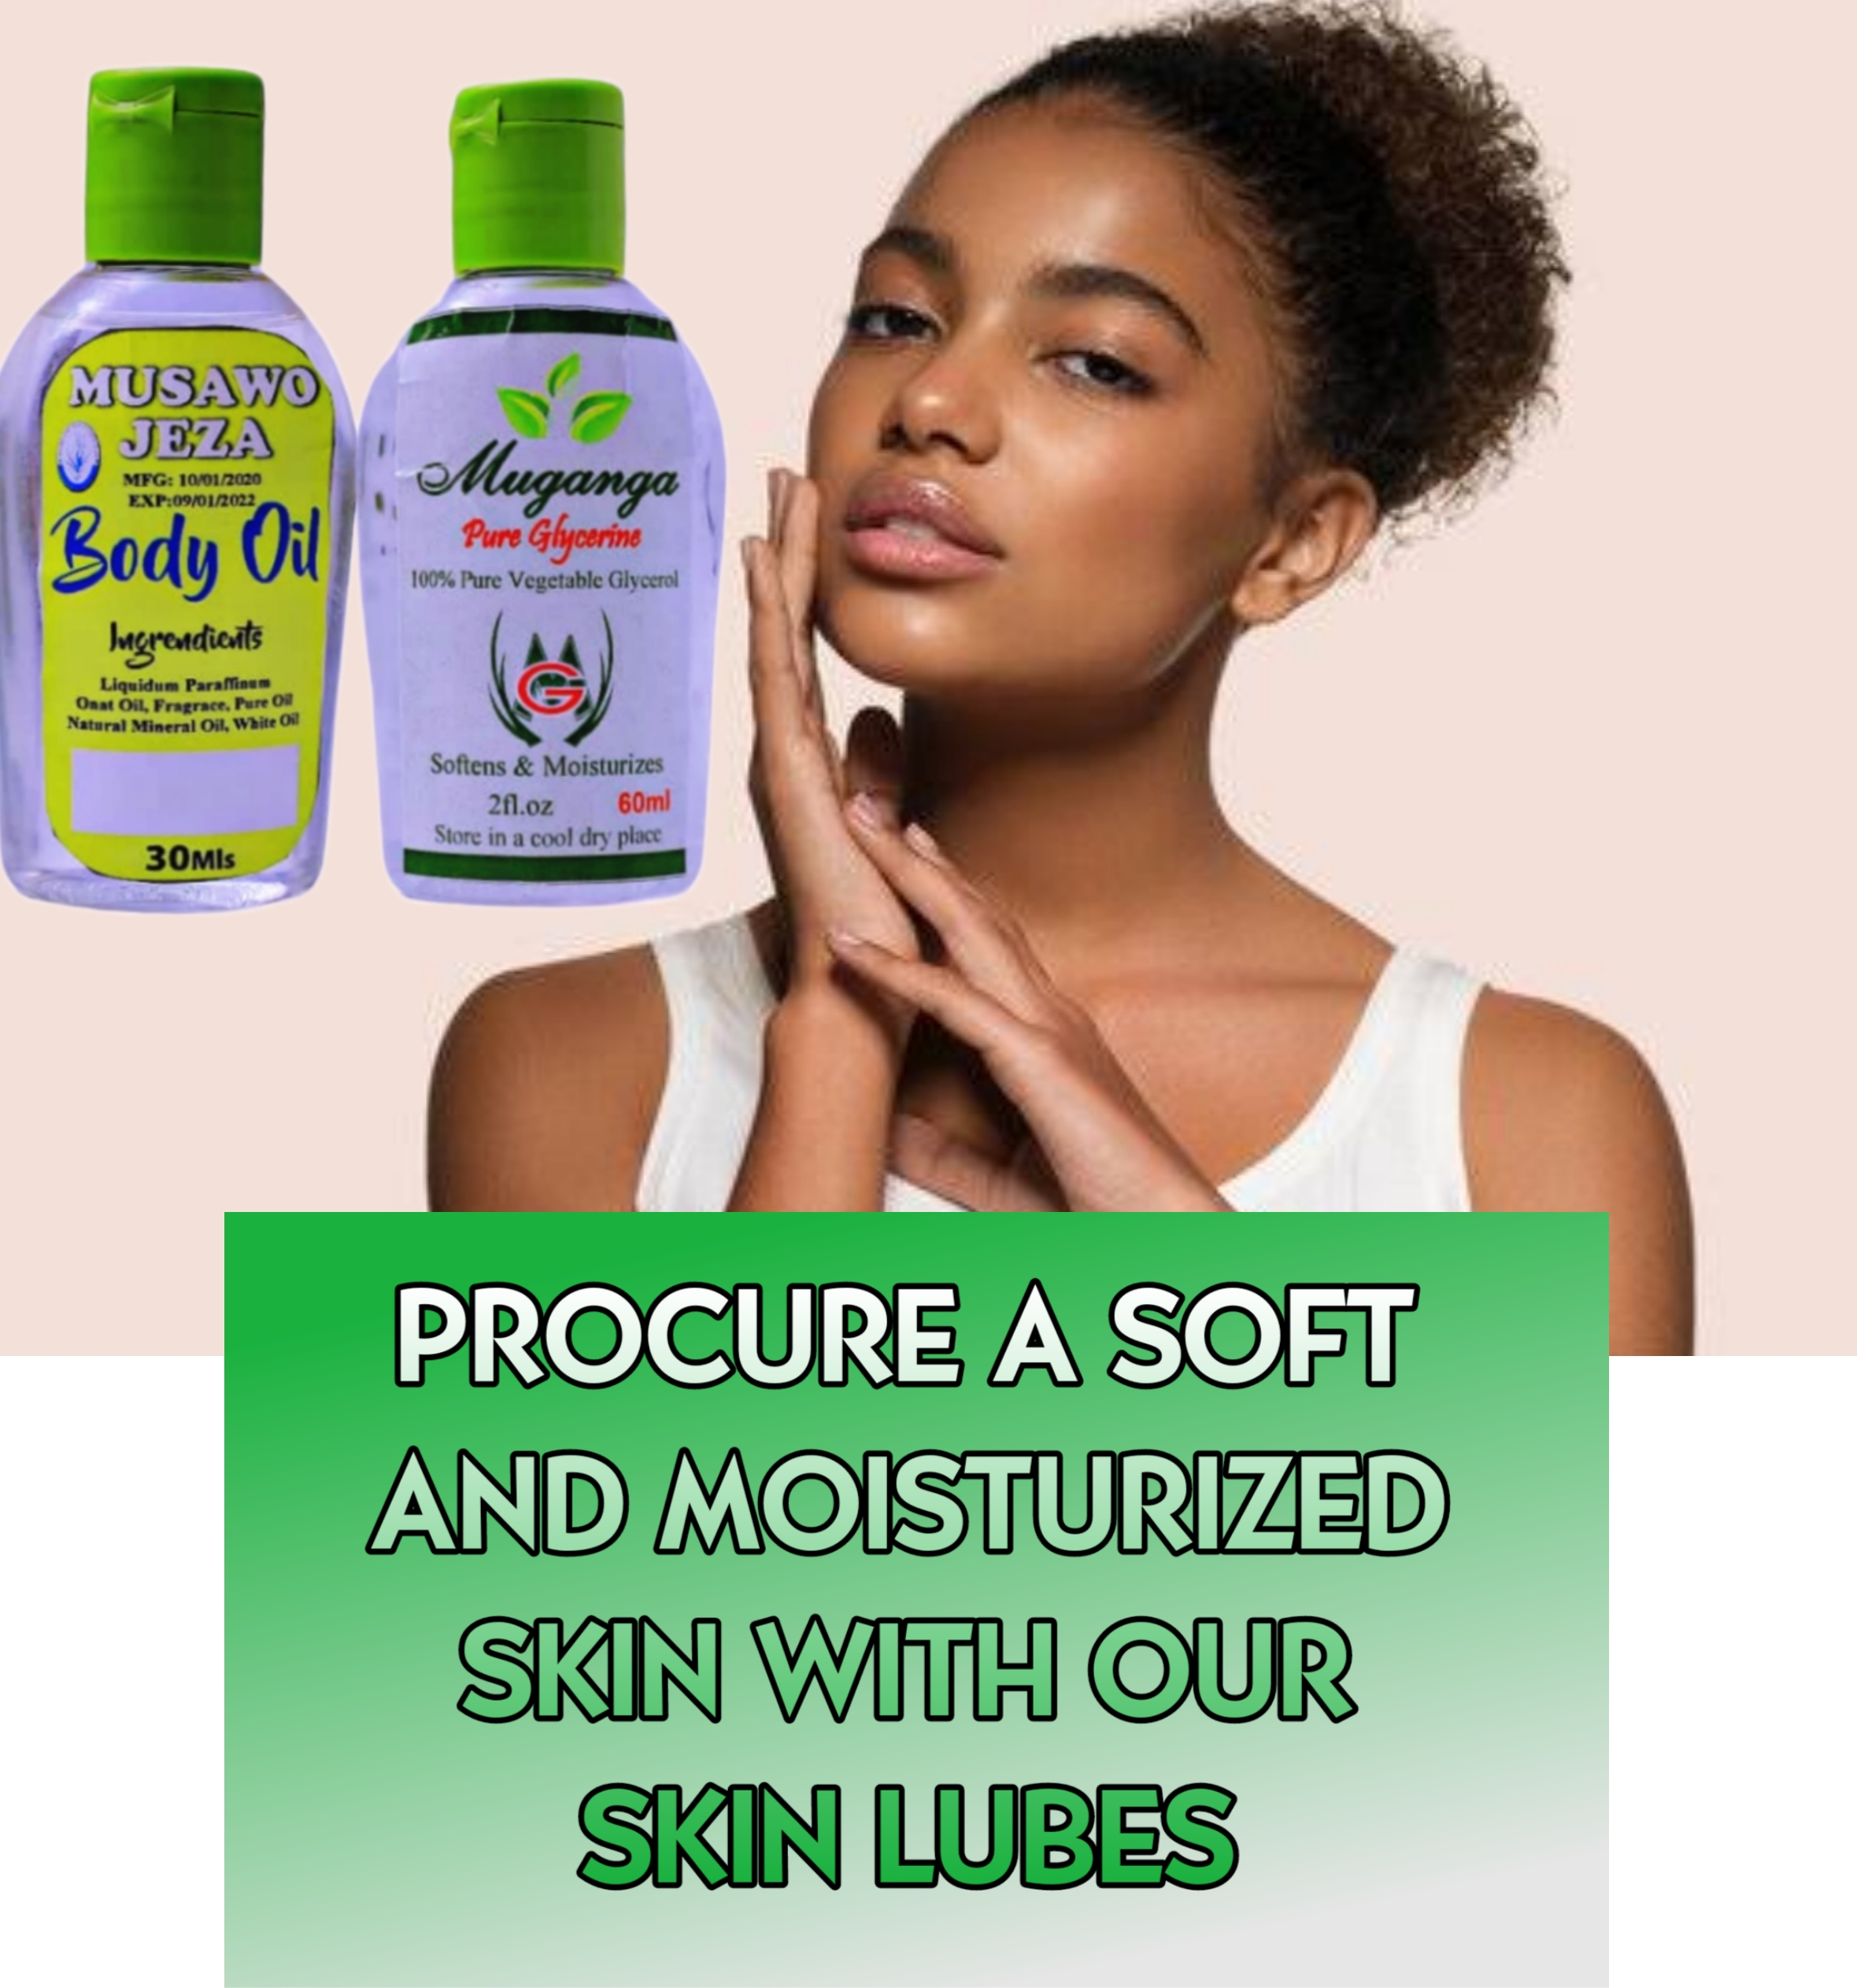 MUSAWO
JEZA
MFG: 10/01/2020
EXP:09/01/2022
Body Oil
Ingrendients
Liquidum Paraffinum
Onat Oil, Fragrace, Pure Oil
Natural Mineral Oil, White Oil
30Mls
Muganga
Pure Glycerine
100% Pure Vegetable Glycerol
G
Softens & Moisturizes
2fl.oz 60ml
Store in a cool dry place
PROCURE A SOFT
AND MOISTURIZED
SKIN WITH OUR
SKIN LUBES